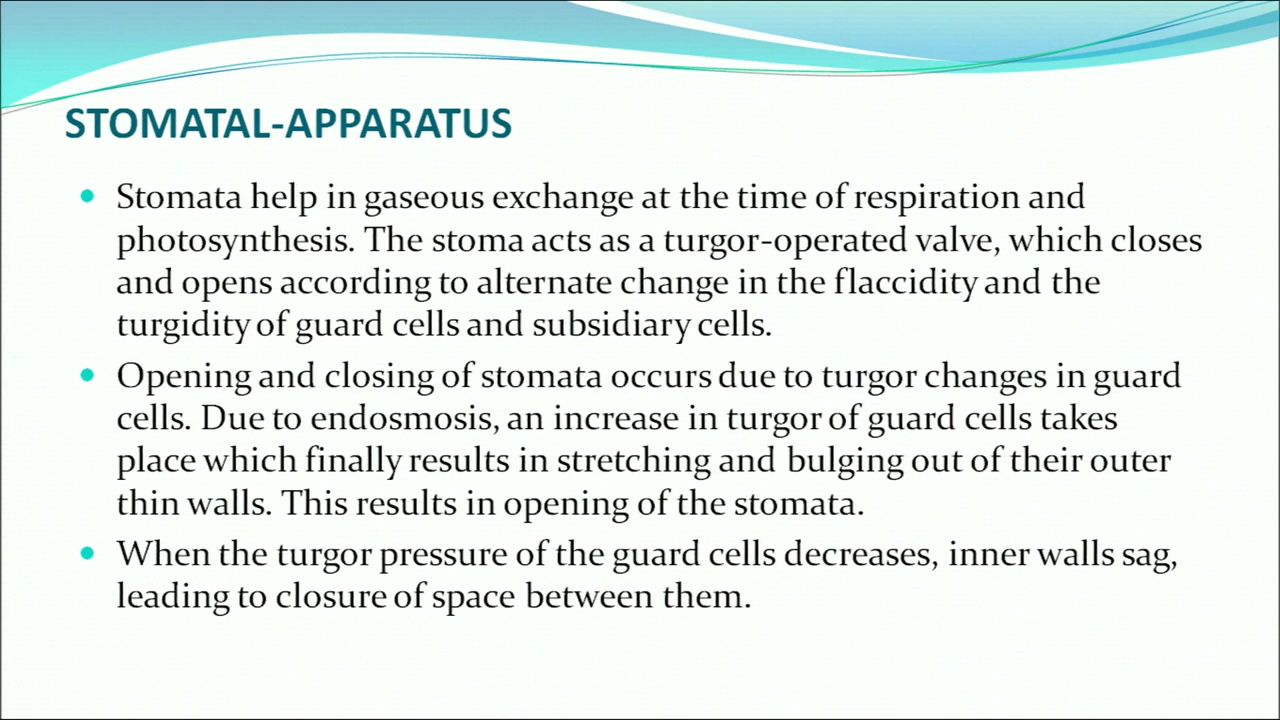 STOMATAL-APPARATUS
Stomata help in gaseous exchange at the time of respiration and
photosynthesis. The stoma acts as a turgor-operated valve, which closes
and opens according to alternate change in the flaccidity and the
turgidity of guard cells and subsidiary cells.
Opening and closing of stomata occurs due to turgor changes in guard
cells. Due to endosmosis, an increase in turgor of guard cells takes
place which finally results in stretching and bulging out of their outer
thin walls. This results in opening of the stomata.
When the turgor pressure of the guard cells decreases, inner walls sag,
leading to closure of space between them.